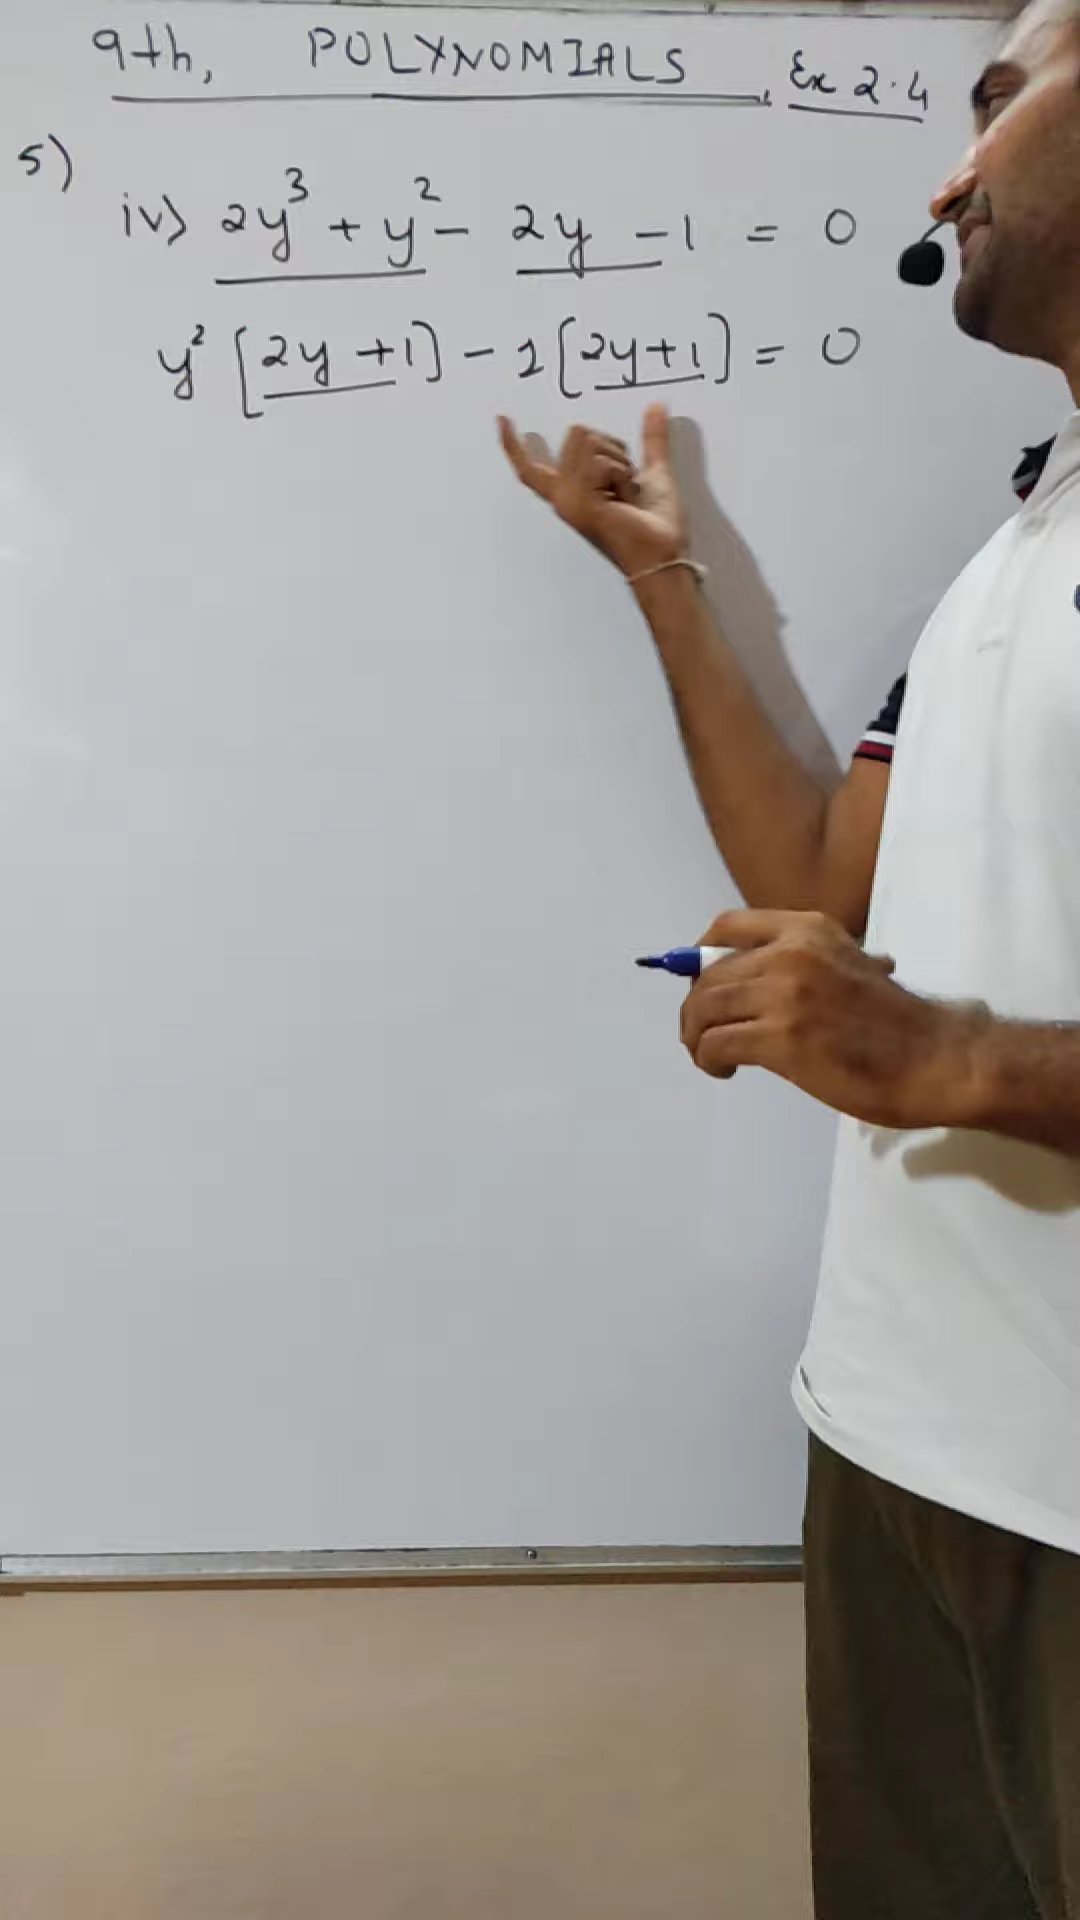 9th, POLYNOMIALS, Ex 2.4
5)
iv) 2y³ + y² - 2y - 1 = 0
y² [2y + 1] - 1 [2y + 1] = 0